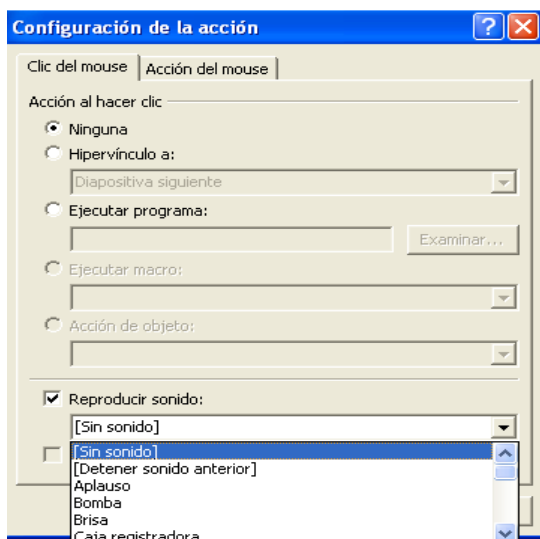 Configuración de la acción
Clic del mouse Acción del mouse
Acción al hacer clic
Ninguna
Hipervínculo a:
Diapositiva siguiente
Ejecutar programa:
Examinar...
Ejecutar macro:
Acción de objeto:
Reproducir sonido:
[Sin sonido]
[Sin sonido]
[Detener sonido anterior]
Aplauso
Bomba
Brisa
Caja registradora